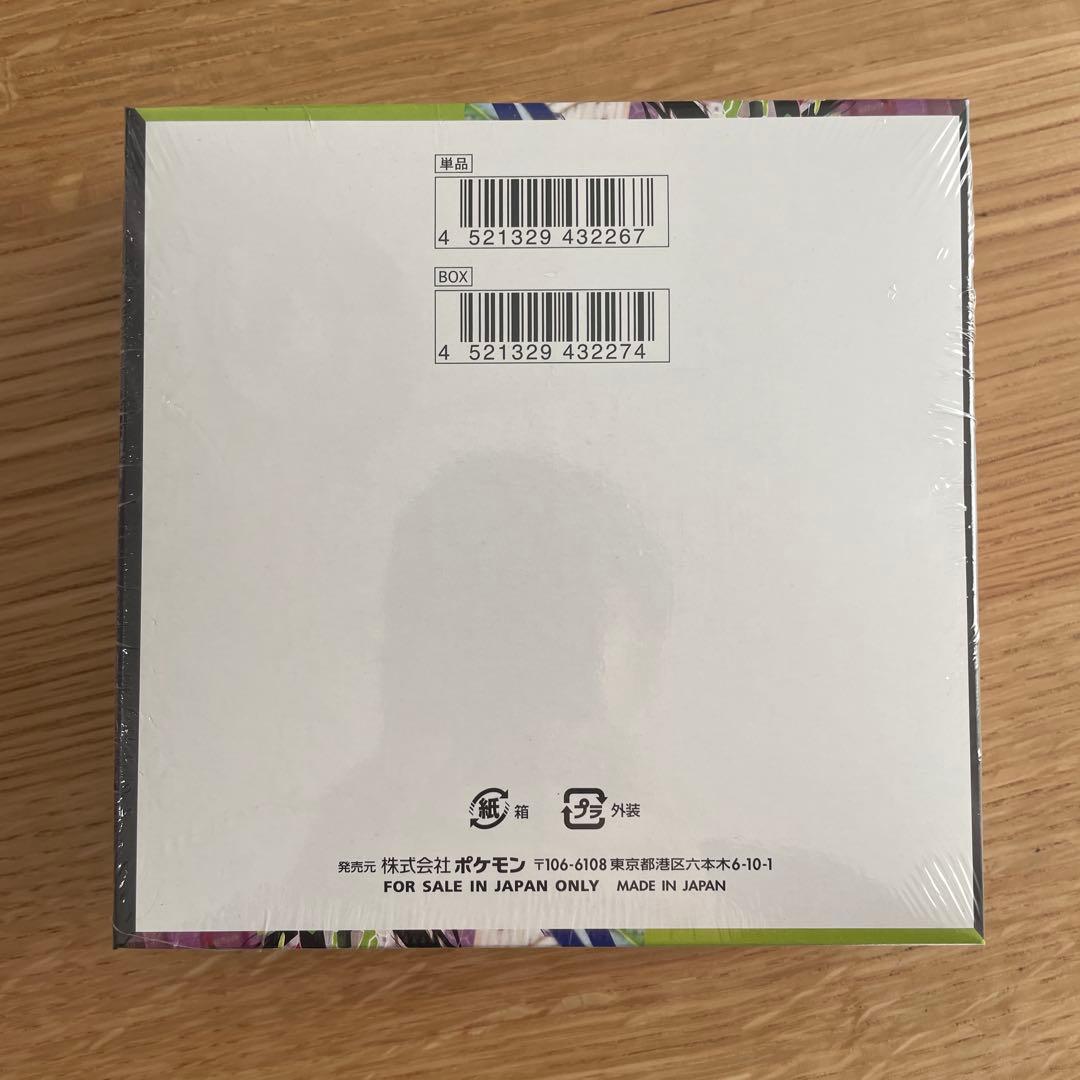 単品
4 521329 432267
BOX
4 521329 432274
紙 箱 プラ 外装
発売元 株式会社 ポケモン 〒106-6108 東京都港区六本木6-10-1
FOR SALE IN JAPAN ONLY MADE IN JAPAN